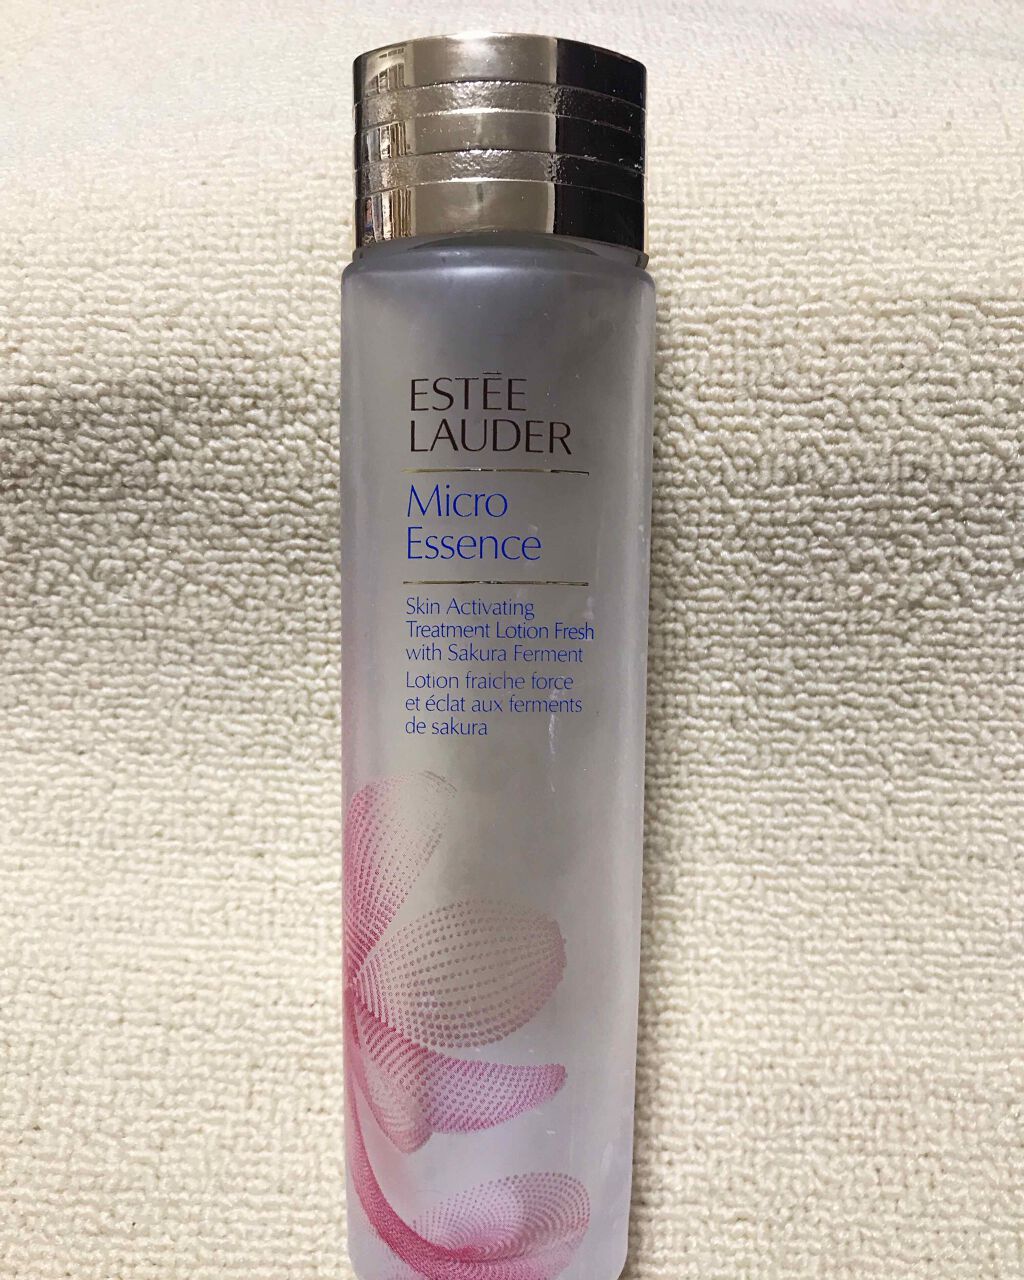 ESTĒE
LAUDER
Micro
Essence
Skin Activating
Treatment Lotion Fresh
with Sakura Ferment
Lotion fraiche force
et éclat aux ferments
de sakura